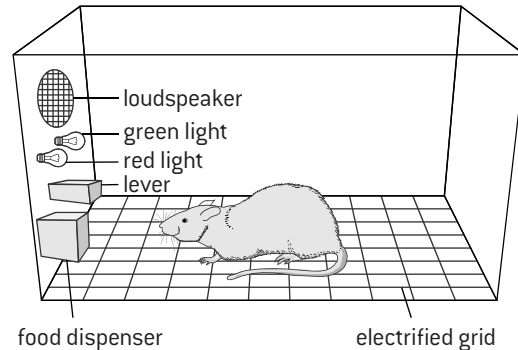 loudspeaker
green light
red light
lever
food dispenser
electrified grid